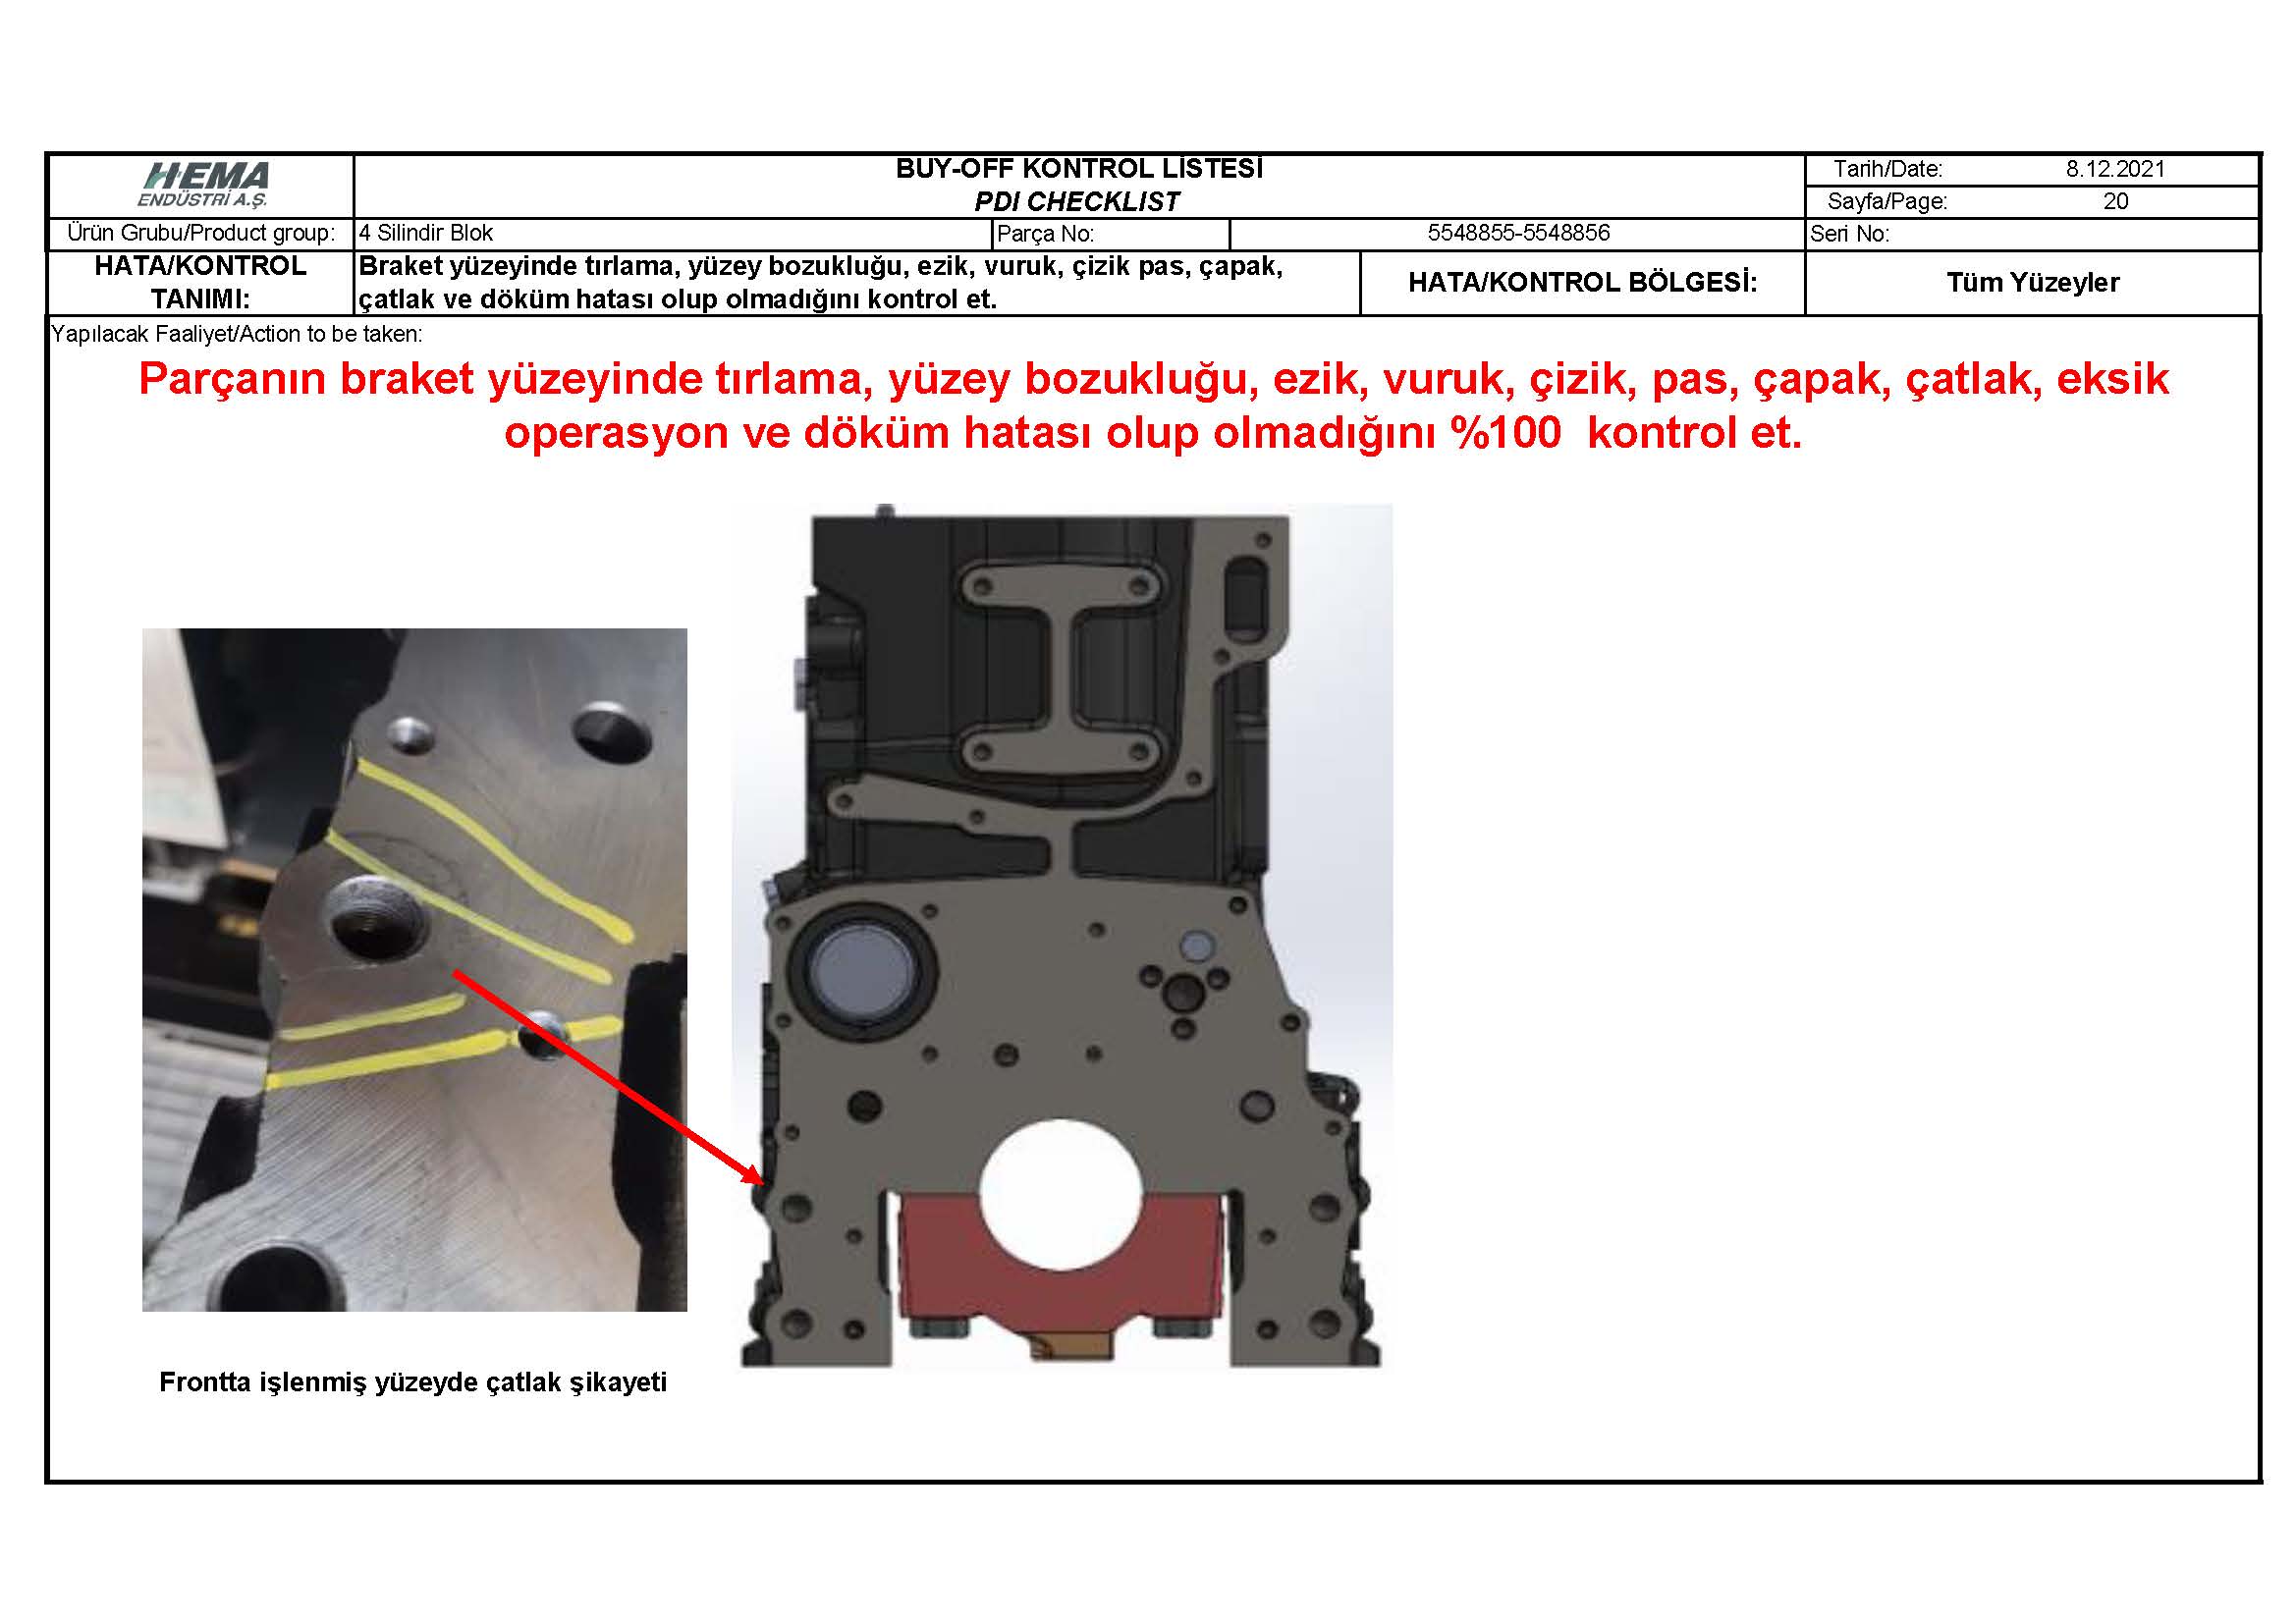 HEMA
ENDÜSTRİ A.Ş.
BUY-OFF KONTROL LİSTESİ
PDI CHECKLIST
Tarih/Date: 8.12.2021
Sayfa/Page: 20
Ürün Grubu/Product group: 4 Silindir Blok Parça No: 5548855-5548856 Seri No:
HATA/KONTROL
TANIMI:
Braket yüzeyinde tırlama, yüzey bozukluğu, ezik, vuruk, çizik pas, çapak,
çatlak ve döküm hatası olup olmadığını kontrol et.
HATA/KONTROL BÖLGESİ:
Tüm Yüzeyler
Yapılacak Faaliyet/Action to be taken:
Parçanın braket yüzeyinde tırlama, yüzey bozukluğu, ezik, vuruk, çizik, pas, çapak, çatlak, eksik
operasyon ve döküm hatası olup olmadığını %100 kontrol et.
Frontta işlenmiş yüzeyde çatlak şikayeti